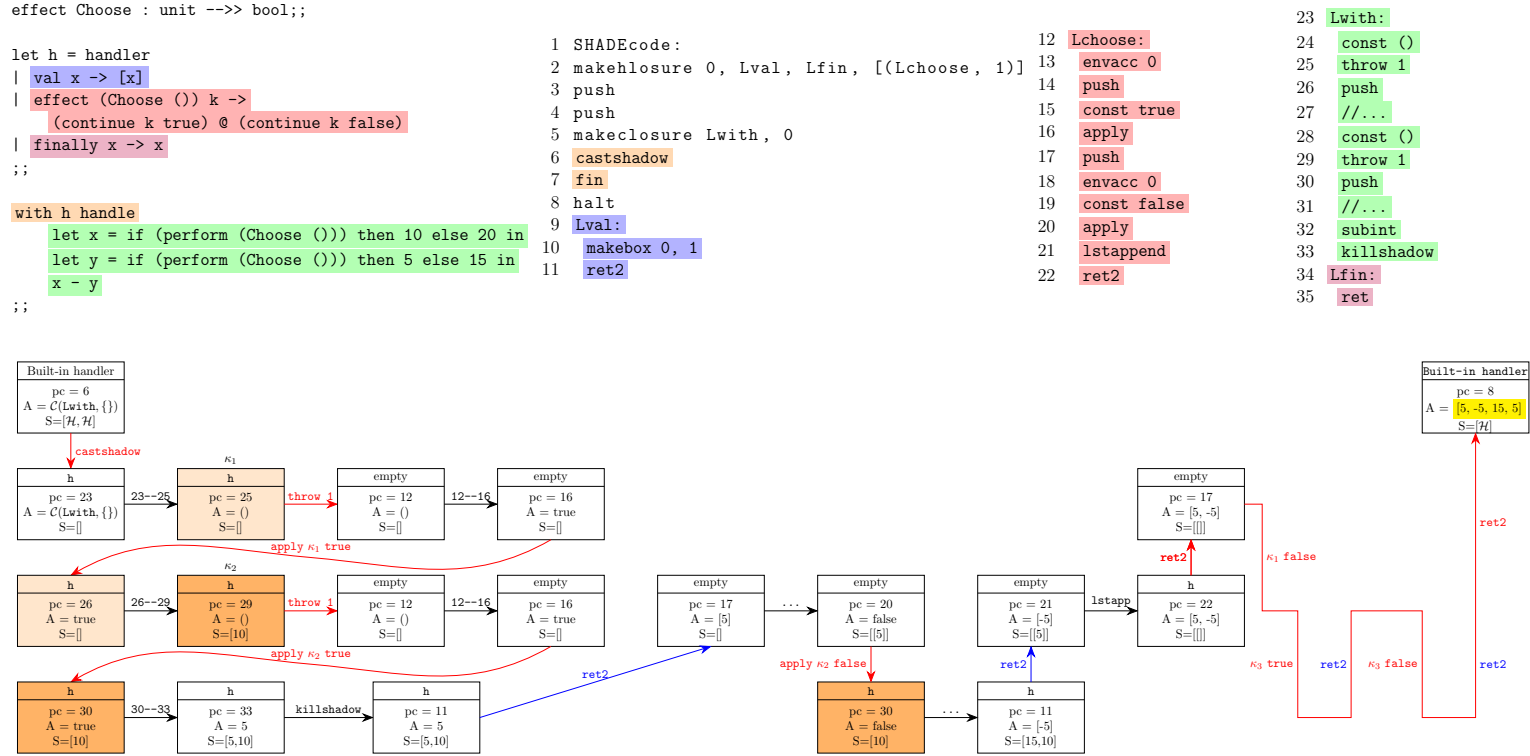 effect Choose : unit -->> bool;;
let h = handler
| val x -> [x]
| effect (Choose ()) k ->
(continue k true) @ (continue k false)
| finally x -> x
;;
with h handle
let x = if (perform (Choose ())) then 10 else 20 in
let y = if (perform (Choose ())) then 5 else 15 in
x - y
;;
1 SHADEcode:
2 makehlosure 0, Lval, Lfin, [(Lchoose, 1)]
3 push
4 push
5 makeclosure Lwith, 0
6 castshadow
7 fin
8 halt
9 Lval:
10 makebox 0, 1
11 ret2
12 Lchoose:
13 envacc 0
14 push
15 const true
16 apply
17 push
18 envacc 0
19 const false
20 apply
21 lstappend
22 ret2
23 Lwith:
24 const ()
25 throw 1
26 push
27 //...
28 const ()
29 throw 1
30 push
31 //...
32 subint
33 killshadow
34 Lfin:
35 ret
Built-in handler
pc = 6
A = C(Lwith, {})
S=[H, H]
castshadow
Built-in handler
pc = 8
A = [5, -5, 15, 5]
S=[H]
h
pc = 23
A = C(Lwith, {})
S=[]
23--25
κ1
h
pc = 25
A = ()
S=[]
throw 1
empty
pc = 12
A = ()
S=[]
12--16
empty
pc = 16
A = true
S=[]
apply κ1 true
empty
pc = 17
A = [5, -5]
S=[[]]
κ1 false
ret2
ret2
h
pc = 26
A = true
S=[]
26--29
κ2
h
pc = 29
A = ()
S=[10]
throw 1
empty
pc = 12
A = ()
S=[]
12--16
empty
pc = 16
A = true
S=[]
apply κ2 true
empty
pc = 17
A = [5]
S=[]
...
empty
pc = 20
A = false
S=[[5]]
apply κ2 false
empty
pc = 21
A = [-5]
S=[[5]]
lstapp
h
pc = 22
A = [5, -5]
S=[[]]
κ3 true
ret2
κ3 false
ret2
h
pc = 30
A = true
S=[10]
30--33
h
pc = 33
A = 5
S=[5,10]
killshadow
h
pc = 11
A = 5
S=[5,10]
ret2
h
pc = 30
A = false
S=[10]
...
h
pc = 11
A = [-5]
S=[15,10]
ret2